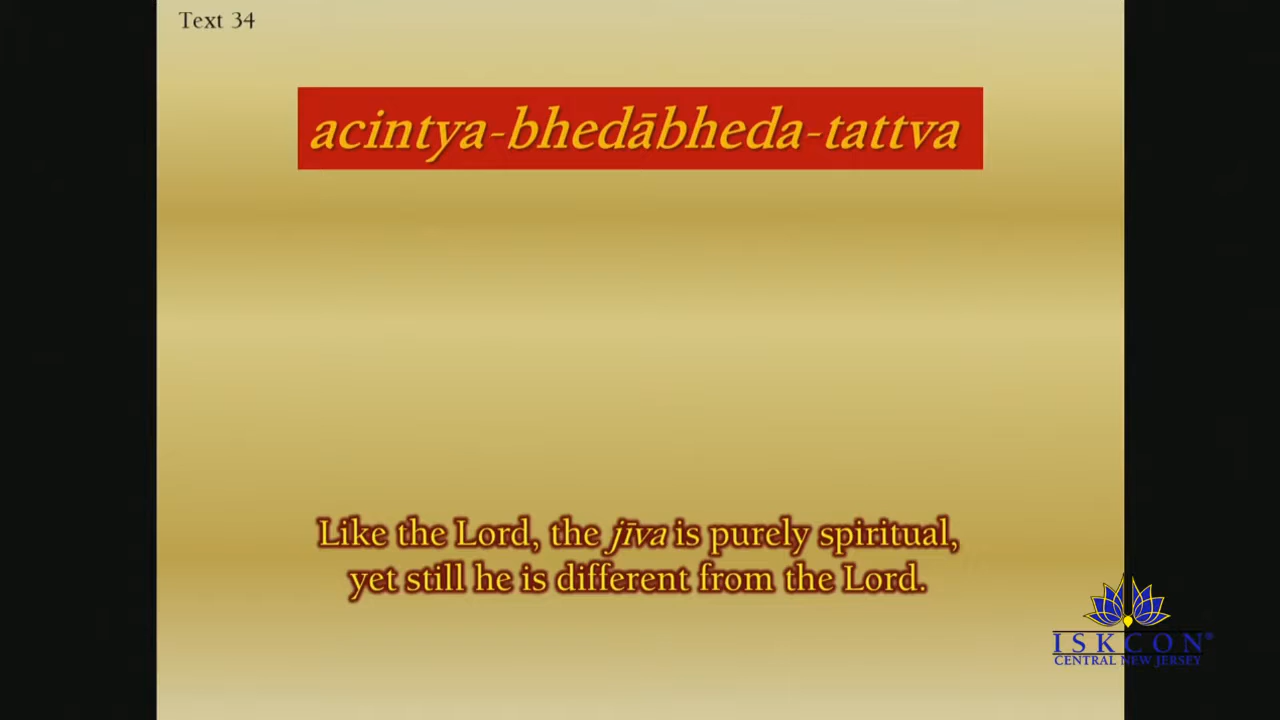 Text 34
acintya-bhedābheda-tattva
Like the Lord, the jīva is purely spiritual,
yet still he is different from the Lord.
ISKCON®
CENTRAL NEW JERSEY